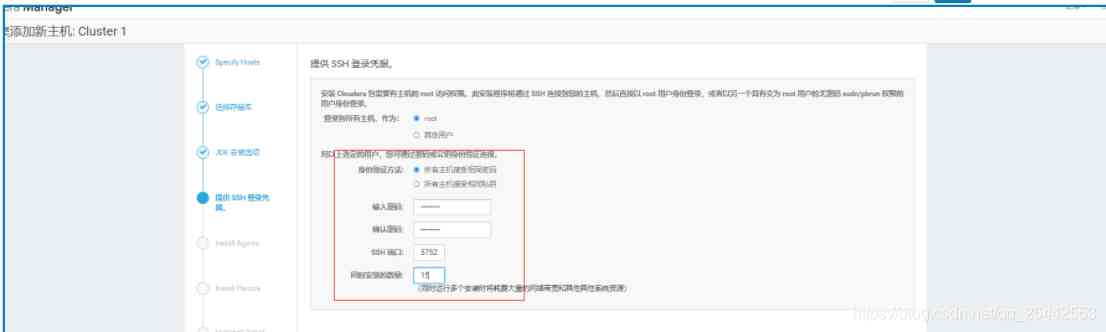 era Manager
添加新主机: Cluster 1
Specify Hosts
选择存储库
JDK 安装选项
提供 SSH 登录凭
据。
Install Agents
Install Parcels
提供 SSH 登录凭据。
安装 Cloudera 包需要有主机的 root 访问权限。此安装程序将通过 SSH 连接到您的主机，然后直接以 root 用户身份登录，或者以另一个具有变为 root 用户的无密码 sudo/pbrun 权限的
用户身份登录。
登录到所有主机，作为: root
其他用户
对以上选定的用户，您可通过密码或公钥身份验证连接。
身份验证方法: 所有主机接受相同密码
所有主机接受相同私钥
输入密码:
确认密码:
SSH 端口: 5752
同时安装的数量: 15
（同时运行多个安装时将耗费大量的网络带宽和其他系统资源）